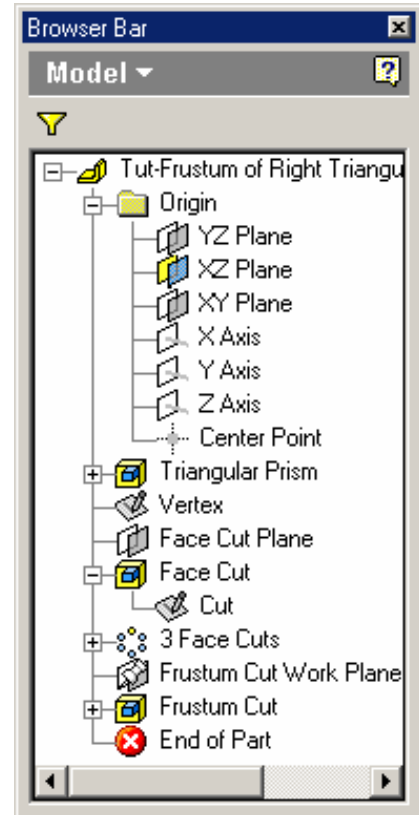 Browser Bar
Model
Tut-Frustum of Right Triangu
Origin
YZ Plane
XZ Plane
XY Plane
X Axis
Y Axis
Z Axis
Center Point
Triangular Prism
Vertex
Face Cut Plane
Face Cut
Cut
3 Face Cuts
Frustum Cut Work Plane
Frustum Cut
End of Part